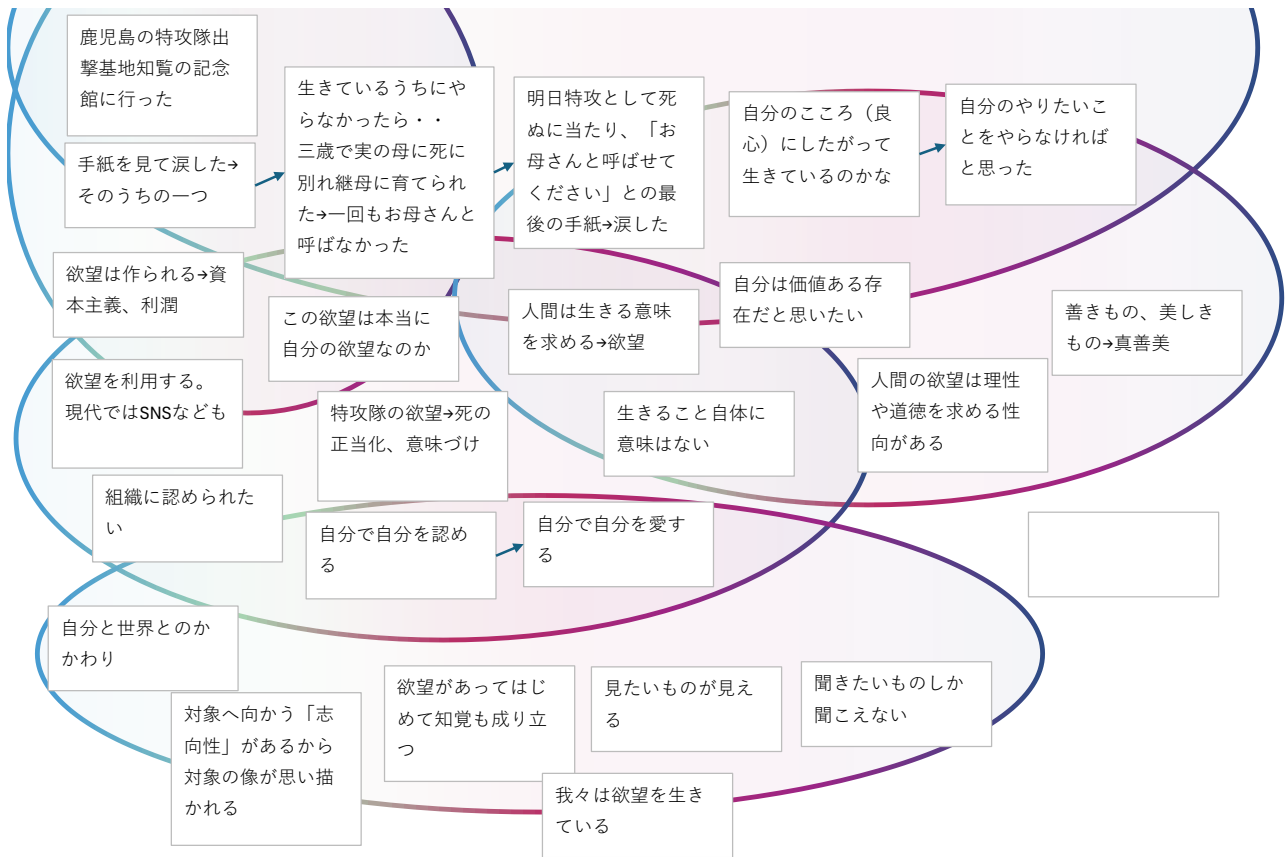 鹿児島の特攻隊出
撃基地知覧の記念
館に行った
手紙を見て涙した→
そのうちの一つ
生きているうちにや
らなかったら・・
三歳で実の母に死に
別れ継母に育てられ
た→一回もお母さんと
呼ばなかった
明日特攻として死
ぬに当たり、「お
母さんと呼ばせて
ください」との最
後の手紙→涙した
自分のこころ（良
心）にしたがって
生きているのかな
自分のやりたいこ
とをやらなければ
と思った
欲望は作られる→資
本主義、利潤
この欲望は本当に
自分の欲望なのか
人間は生きる意味
を求める→欲望
自分は価値ある存
在だと思いたい
善きもの、美しき
もの→真善美
欲望を利用する。
現代ではSNSなども
特攻隊の欲望→死の
正当化、意味づけ
生きること自体に
意味はない
人間の欲望は理性
や道徳を求める性
向がある
組織に認められた
い
自分で自分を認め
る
自分で自分を愛す
る
自分と世界とのか
かわり
対象へ向かう「志
向性」があるから
対象の像が思い描
かれる
欲望があってはじ
めて知覚も成り立
つ
見たいものが見え
る
聞きたいものしか
聞こえない
我々は欲望を生き
ている